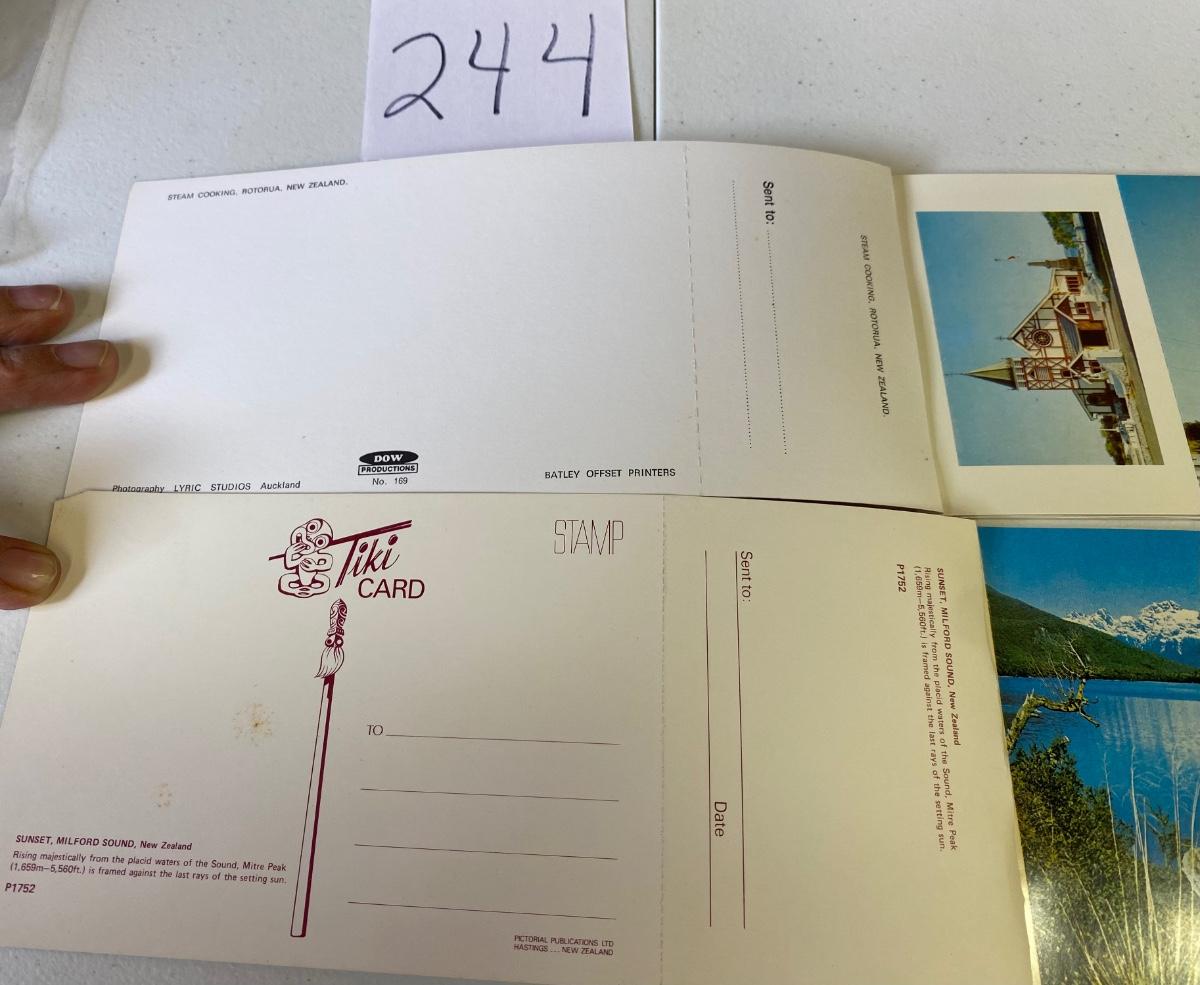 244
STEAM COOKING, ROTORUA, NEW ZEALAND.
Sent to:
STEAM COOKING, ROTORUA, NEW ZEALAND.
DOW
PRODUCTIONS
No. 169
Photography LYRIC STUDIOS Auckland
BATLEY OFFSET PRINTERS
Tiki
CARD
STAMP
TO
SUNSET, MILFORD SOUND, New Zealand
Rising majestically from the placid waters of the Sound, Mitre Peak
(1,659m—5,560ft.) is framed against the last rays of the setting sun.
P1752
PICTORIAL PUBLICATIONS LTD
HASTINGS ... NEW ZEALAND
Sent to:
Date
SUNSET, MILFORD SOUND, New Zealand
Rising majestically from the placid waters of the Sound, Mitre Peak
(1,659m—5,560ft.) is framed against the last rays of the setting sun.
P1752